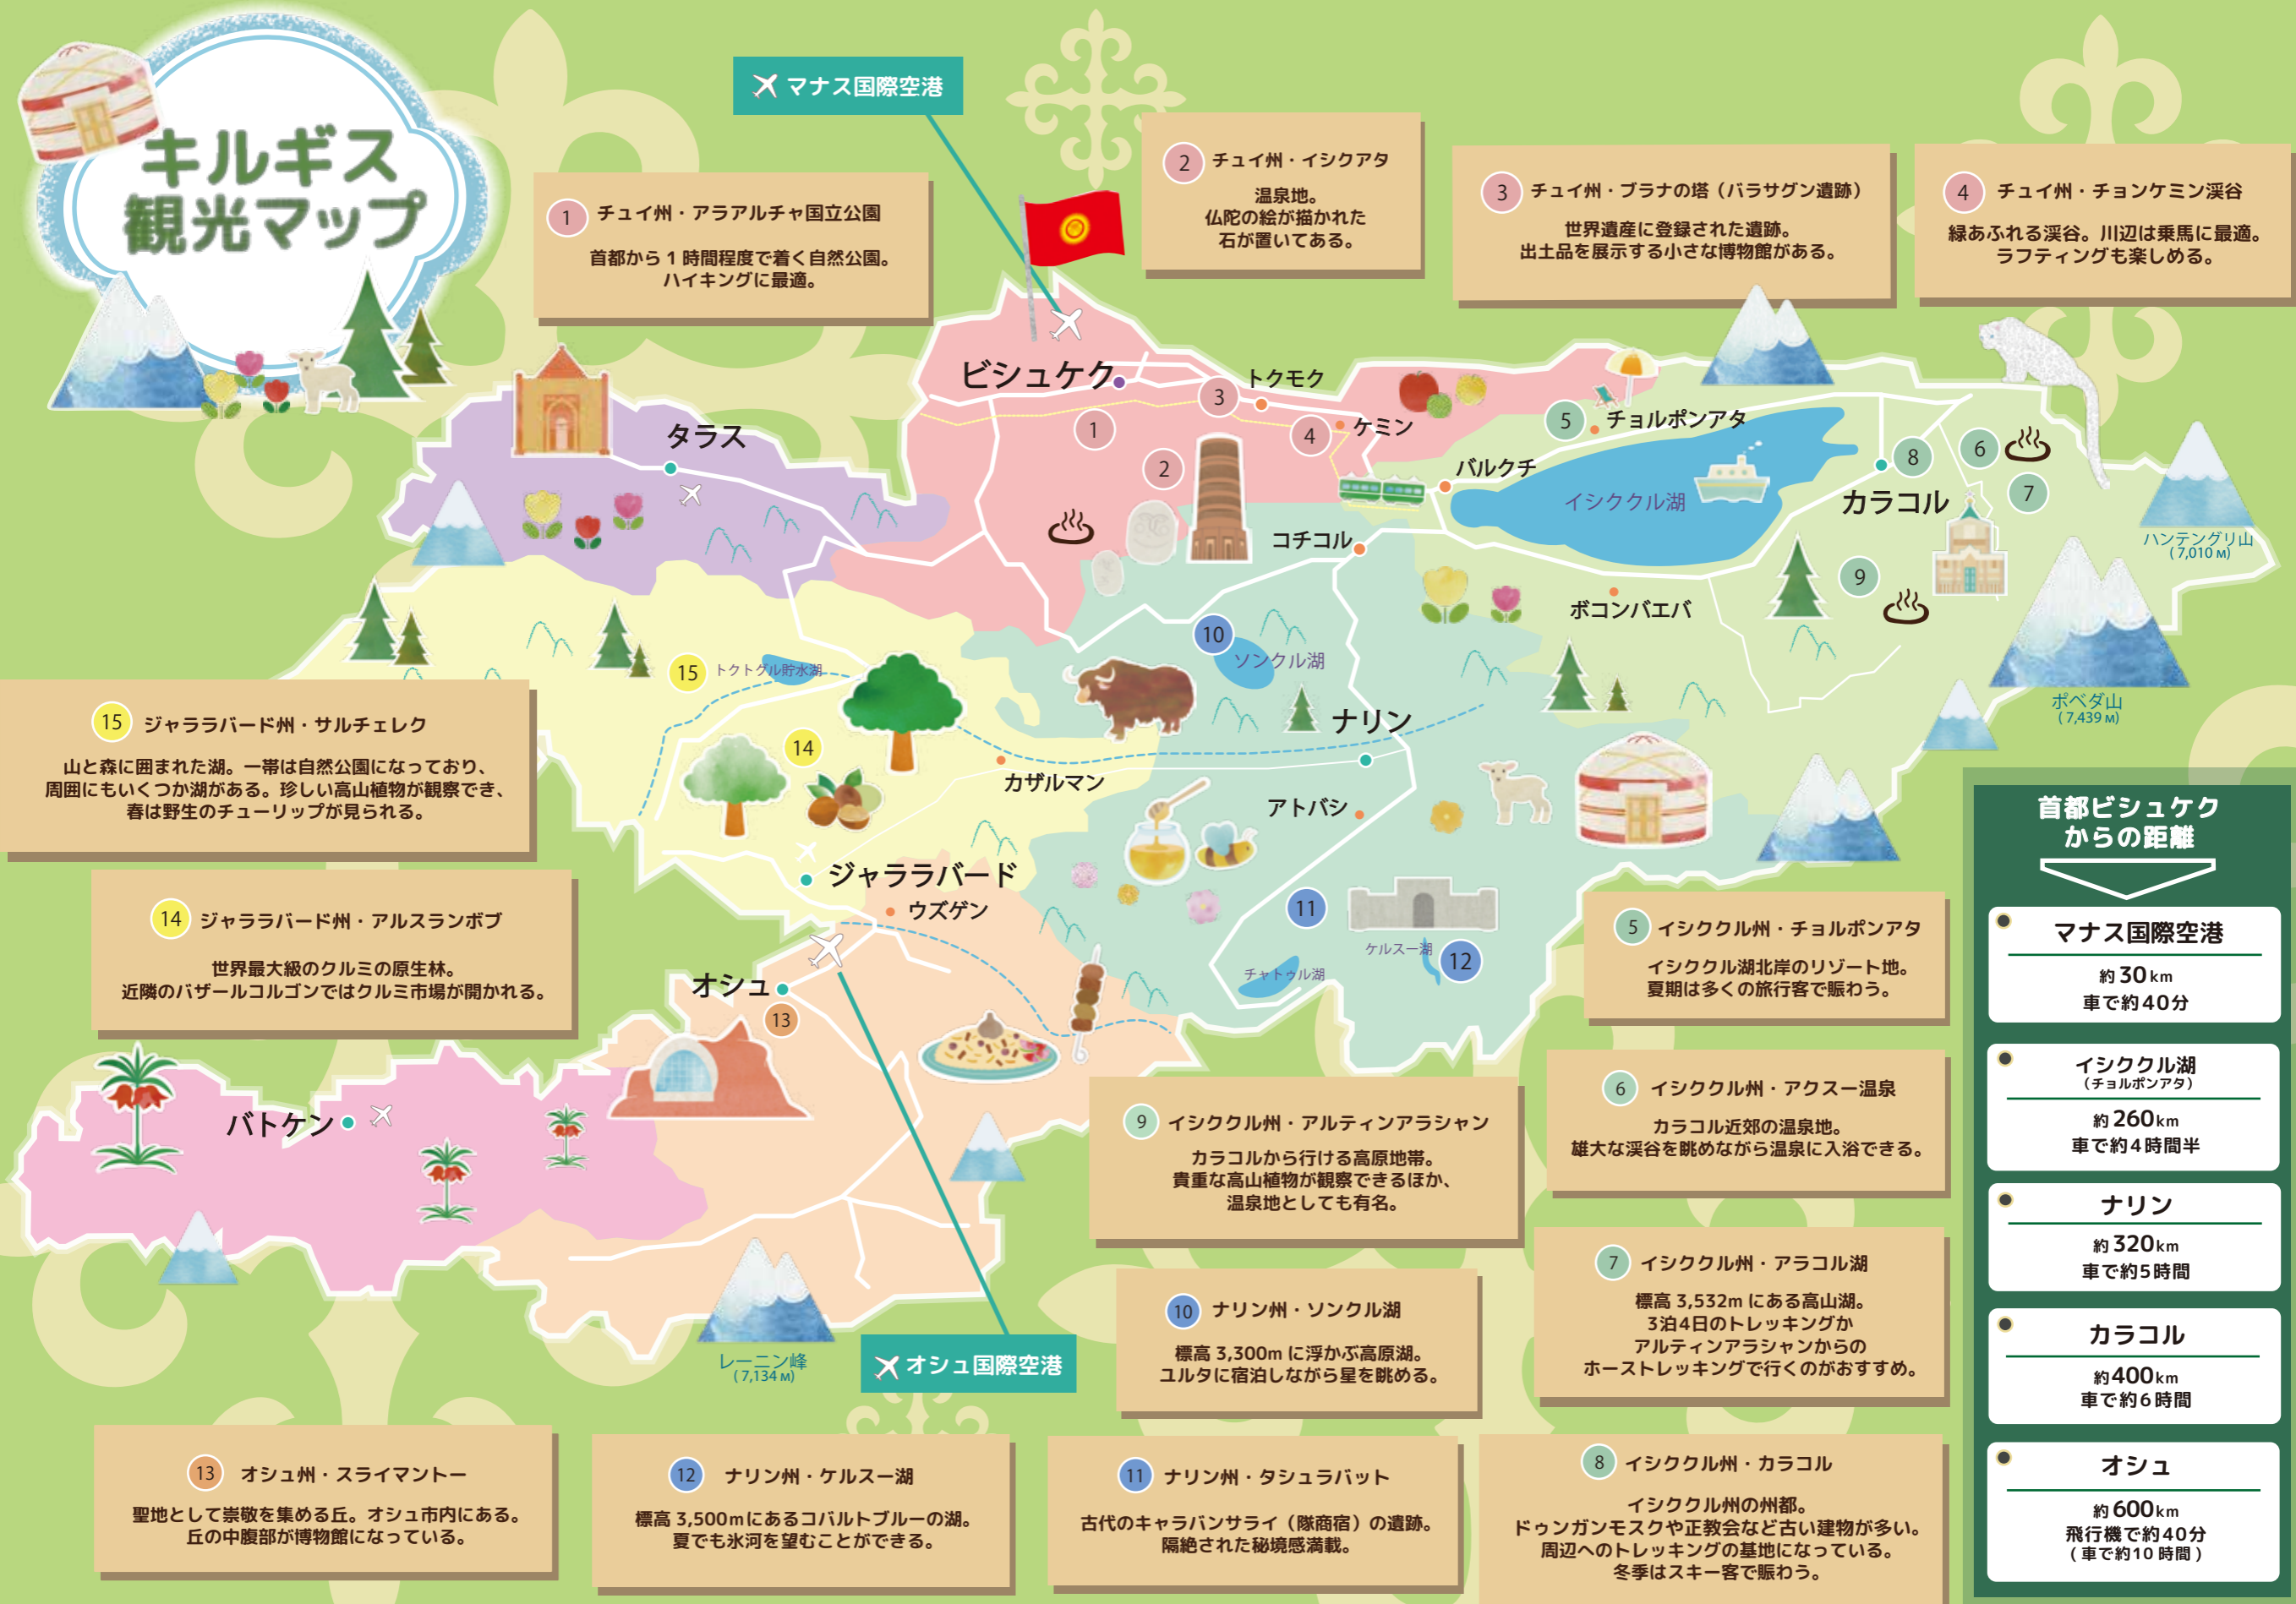 キルギス
観光マップ
マナス国際空港
1 チュイ州・アラアルチャ国立公園
首都から1時間程度で着く自然公園。
ハイキングに最適。
2 チュイ州・イシクアタ
温泉地。
仏陀の絵が描かれた
石が置いてある。
3 チュイ州・ブラナの塔（バラサグン遺跡）
世界遺産に登録された遺跡。
出土品を展示する小さな博物館がある。
4 チュイ州・チョンケミン渓谷
緑あふれる渓谷。川辺は乗馬に最適。
ラフティングも楽しめる。
ビシュケク
トクモク
3
1
4
ケミン
2
5
チョルポンアタ
バルクチ
イシククル湖
8
6
7
カラコル
タラス
コチコル
ハンテングリ山
(7,010 м)
9
ボコンバエバ
10
ソンクル湖
15
トクトグル貯水湖
ポベダ山
(7,439 м)
ナリン
14
カザルマン
アトバシ
ジャララバード
ウズゲン
11
ケルスー湖
12
チャトゥル湖
オシュ
13
バトケン
レーニン峰
(7,134 м)
オシュ国際空港
15 ジャララバード州・サルチェレク
山と森に囲まれた湖。一帯は自然公園になっており、
周囲にもいくつか湖がある。珍しい高山植物が観察でき、
春は野生のチューリップが見られる。
14 ジャララバード州・アルスランボブ
世界最大級のクルミの原生林。
近隣のバザールコルゴンではクルミ市場が開かれる。
5 イシククル州・チョルポンアタ
イシククル湖北岸のリゾート地。
夏期は多くの旅行客で賑わう。
6 イシククル州・アクスー温泉
カラコル近郊の温泉地。
雄大な渓谷を眺めながら温泉に入浴できる。
9 イシククル州・アルティンアラシャン
カラコルから行ける高原地帯。
貴重な高山植物が観察できるほか、
温泉地としても有名。
7 イシククル州・アラコル湖
標高 3,532m にある高山湖。
3泊4日のトレッキングか
アルティンアラシャンからの
ホーストレッキングで行くのがおすすめ。
10 ナリン州・ソンクル湖
標高 3,300m に浮かぶ高原湖。
ユルタに宿泊しながら星を眺める。
13 オシュ州・スライマントー
聖地として崇敬を集める丘。オシュ市内にある。
丘の中腹部が博物館になっている。
12 ナリン州・ケルスー湖
標高 3,500mにあるコバルトブルーの湖。
夏でも氷河を望むことができる。
11 ナリン州・タシュラバット
古代のキャラバンサライ（隊商宿）の遺跡。
隔絶された秘境感満載。
8 イシククル州・カラコル
イシククル州の州都。
ドゥンガンモスクや正教会など古い建物が多い。
周辺へのトレッキングの基地になっている。
冬季はスキー客で賑わう。
首都ビシュケク
からの距離
マナス国際空港
約30km
車で約40分
イシククル湖
（チョルポンアタ）
約260km
車で約4時間半
ナリン
約320km
車で約5時間
カラコル
約400km
車で約6時間
オシュ
約600km
飛行機で約40分
(車で約10時間)